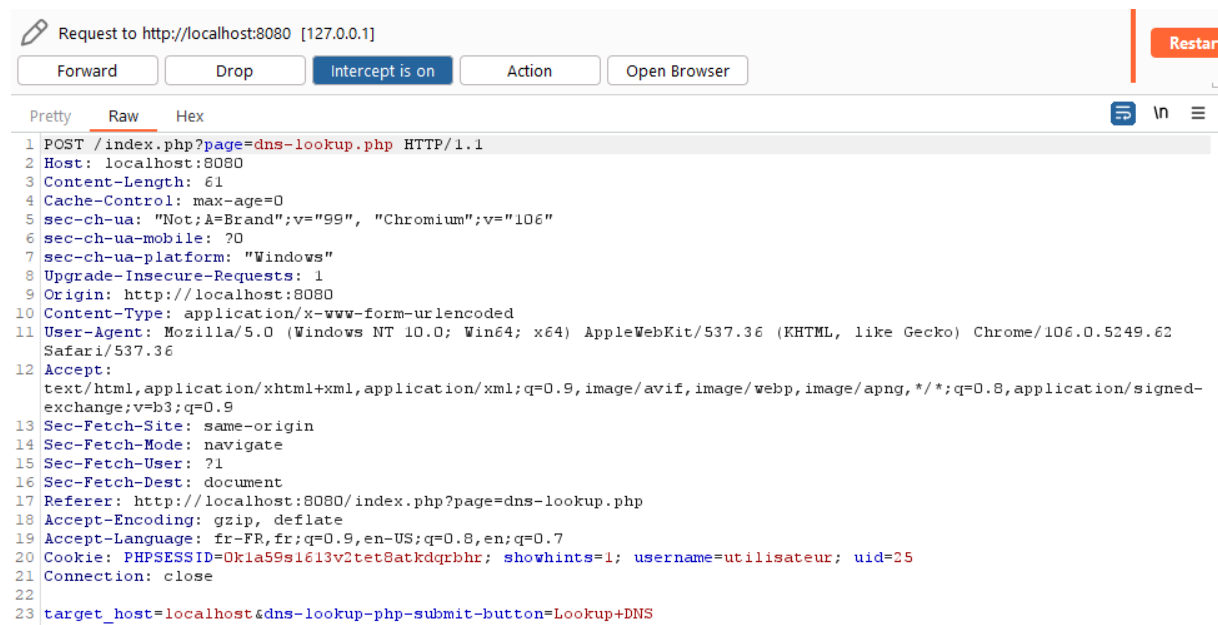 Request to http://localhost:8080 [127.0.0.1]
Restar
Forward Drop Intercept is on Action Open Browser
Pretty Raw Hex \n
1 POST /index.php?page=dns-lookup.php HTTP/1.1
2 Host: localhost:8080
3 Content-Length: 61
4 Cache-Control: max-age=0
5 sec-ch-ua: "Not;A=Brand";v="99", "Chromium";v="106"
6 sec-ch-ua-mobile: ?0
7 sec-ch-ua-platform: "Windows"
8 Upgrade-Insecure-Requests: 1
9 Origin: http://localhost:8080
10 Content-Type: application/x-www-form-urlencoded
11 User-Agent: Mozilla/5.0 (Windows NT 10.0; Win64; x64) AppleWebKit/537.36 (KHTML, like Gecko) Chrome/106.0.5249.62
Safari/537.36
12 Accept:
text/html,application/xhtml+xml,application/xml;q=0.9,image/avif,image/webp,image/apng,*/*;q=0.8,application/signed-
exchange;v=b3;q=0.9
13 Sec-Fetch-Site: same-origin
14 Sec-Fetch-Mode: navigate
15 Sec-Fetch-User: ?1
16 Sec-Fetch-Dest: document
17 Referer: http://localhost:8080/index.php?page=dns-lookup.php
18 Accept-Encoding: gzip, deflate
19 Accept-Language: fr-FR,fr;q=0.9,en-US;q=0.8,en;q=0.7
20 Cookie: PHPSESSID=0k1a59s1613v2tet8atkdqrbhr; showhints=1; username=utilisateur; uid=25
21 Connection: close
22
23 target_host=localhost&dns-lookup-php-submit-button=Lookup+DNS